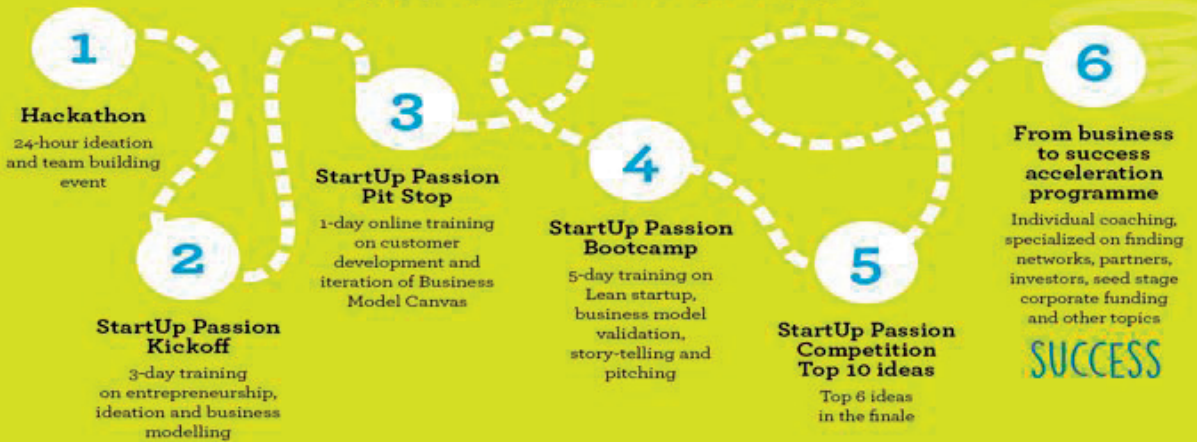 1
Hackathon
24-hour ideation
and team building
event
2
StartUp Passion
Kickoff
3-day training
on entrepreneurship,
ideation and business
modelling
3
StartUp Passion
Pit Stop
1-day online training
on customer
development and
iteration of Business
Model Canvas
4
StartUp Passion
Bootcamp
5-day training on
Lean startup,
business model
validation,
story-telling and
pitching
5
StartUp Passion
Competition
Top 10 ideas
Top 6 ideas
in the finale
6
From business
to success
acceleration
programme
Individual coaching,
specialized on finding
networks, partners,
investors, seed stage
corporate funding
and other topics
SUCCESS